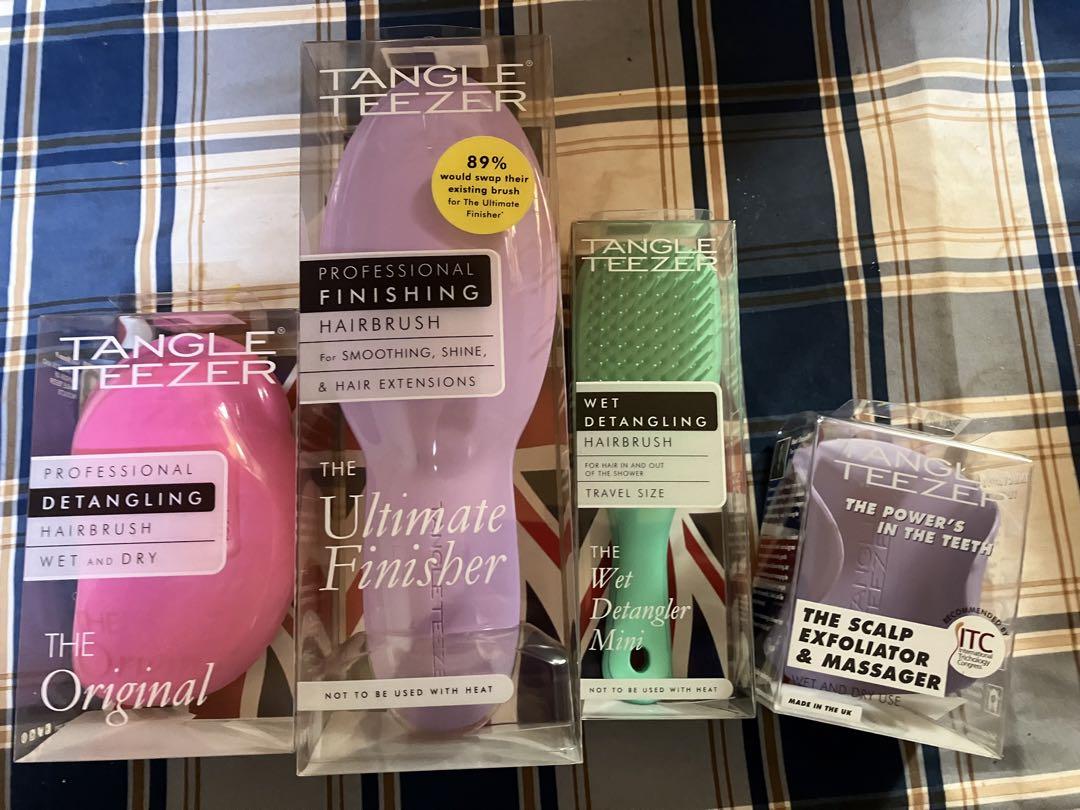 TANGLE
TEEZER®
PROFESSIONAL
DETANGLING
HAIRBRUSH
WET AND DRY
THE
Original
TANGLE®
TEEZER
89%
would swap their
existing brush
for The Ultimate
Finisher*
PROFESSIONAL
FINISHING
HAIRBRUSH
For SMOOTHING, SHINE,
& HAIR EXTENSIONS
THE
Ultimate
Finisher
NOT TO BE USED WITH HEAT
TANGLE
TEEZER
WET
DETANGLING
HAIRBRUSH
FOR HAIR IN AND OUT
OF THE SHOWER
TRAVEL SIZE
THE
Wet
Detangler
Mini
NOT TO BE USED WITH HEAT
TANGLE
TEEZER
THE POWER'S
IN THE TEETH
THE SCALP
EXFOLIATOR
& MASSAGER
WET AND DRY USE
MADE IN THE UK
RECOMMENDED BY
ITC
International
Trichology
Congress